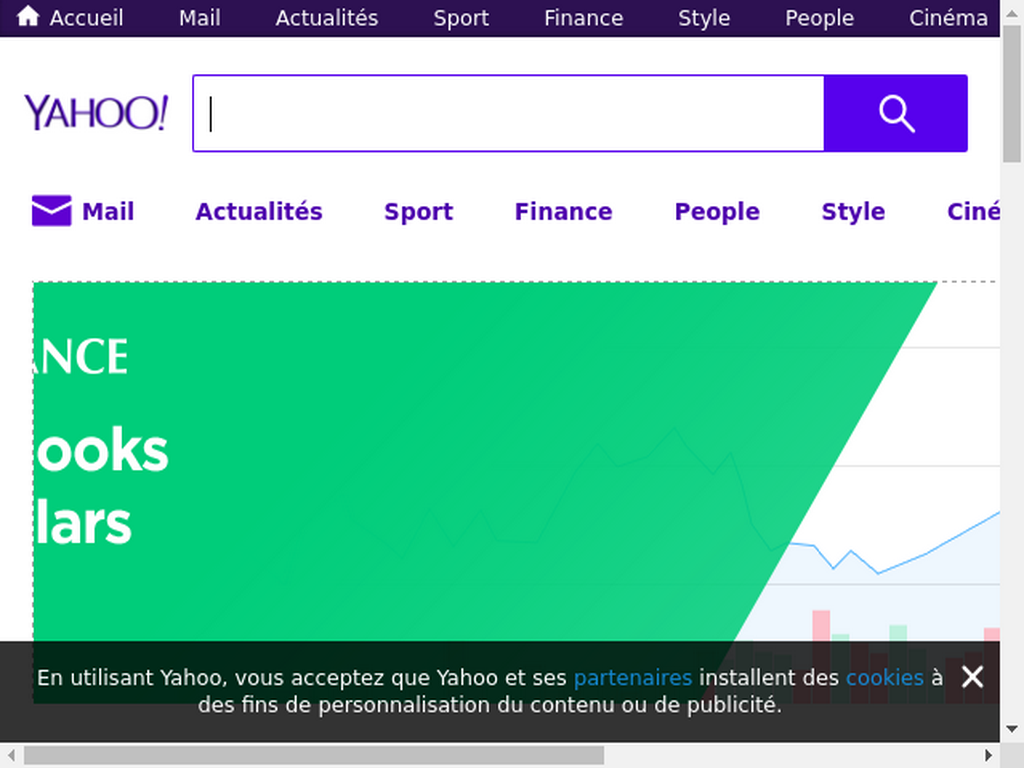 Accueil Mail Actualités Sport Finance Style People Cinéma
YAHOO!
Mail Actualités Sport Finance People Style Ciné
ANCE
ooks
lars
En utilisant Yahoo, vous acceptez que Yahoo et ses partenaires installent des cookies à
des fins de personnalisation du contenu ou de publicité.